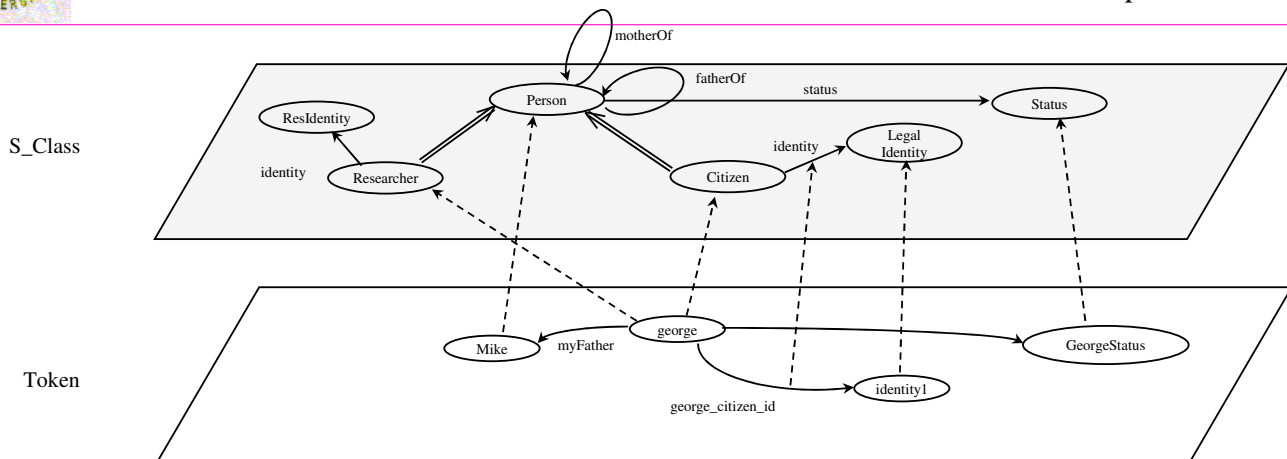 motherOf
fatherOf
status
Person
Status
ResIdentity
Legal
Identity
identity
S_Class
identity
Researcher
Citizen
george
myFather
Mike
GeorgeStatus
Token
identity1
george_citizen_id